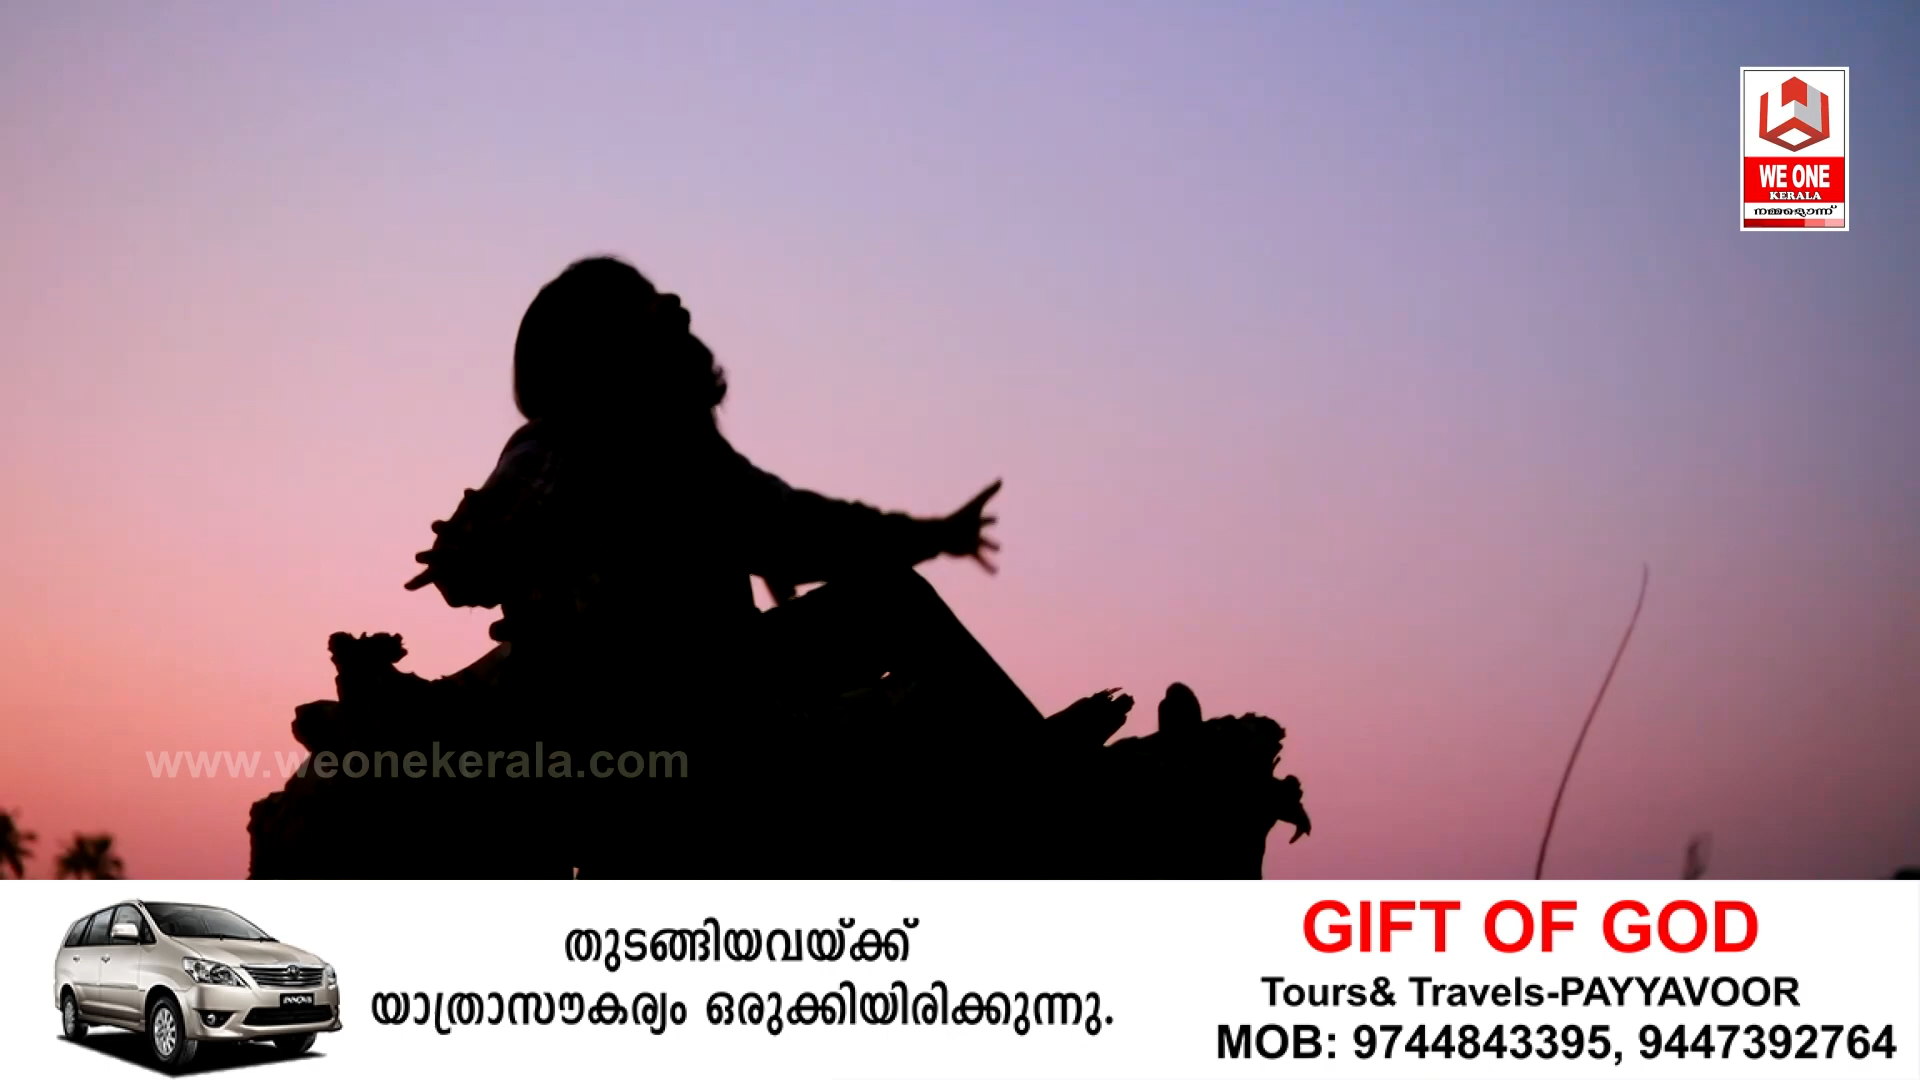 WE ONE
KERALA
നമ്മളൊന്ന്
www.weonekerala.com
INNOVA
തുടങ്ങിയവയ്ക്ക്
യാത്രാസൗകര്യം ഒരുക്കിയിരിക്കുന്നു.
GIFT OF GOD
Tours& Travels-PAYYAVOOR
MOB: 9744843395, 9447392764